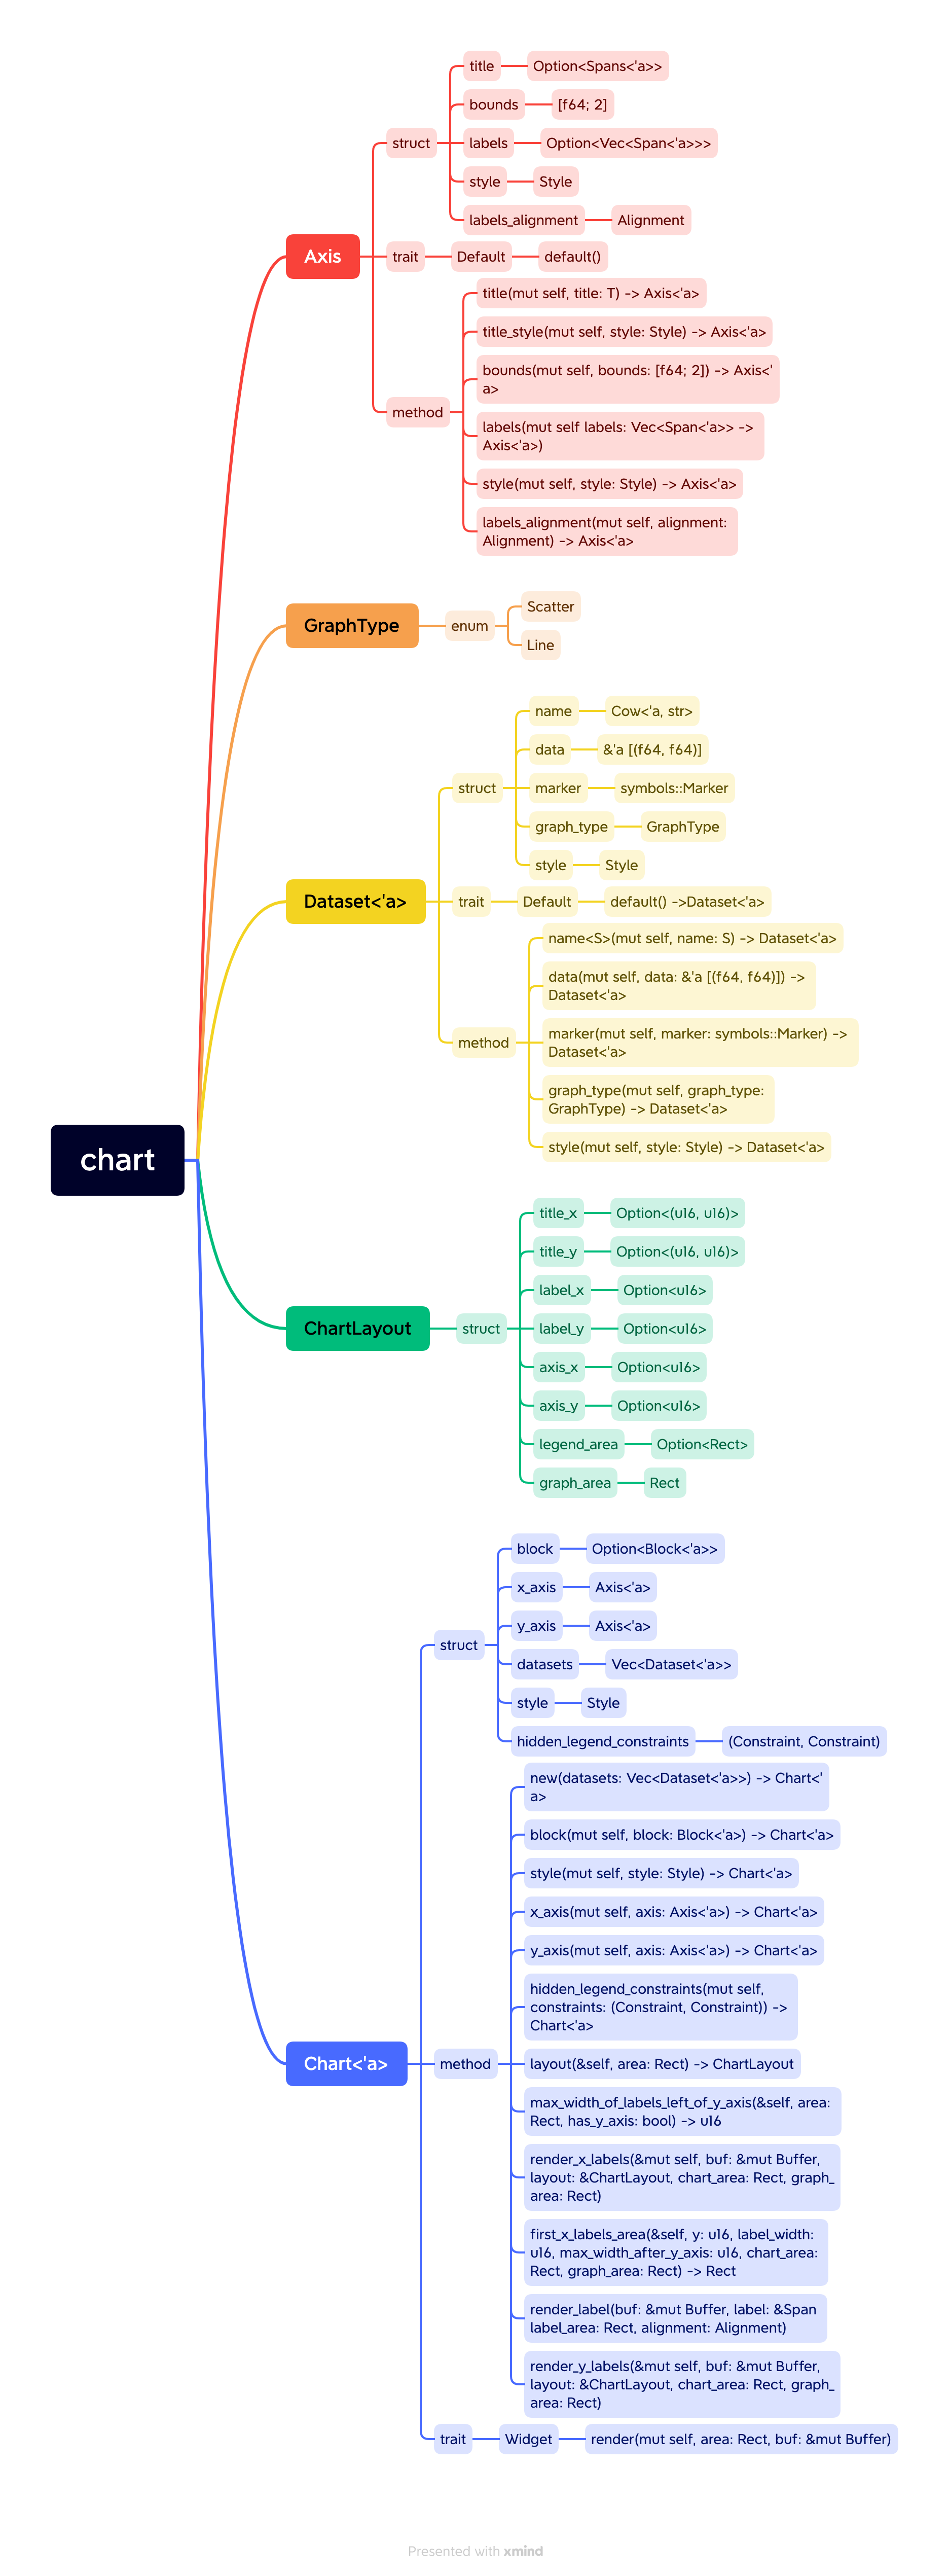 chart
Axis
struct
title
Option<Spans<'a>>
bounds
[f64; 2]
labels
Option<Vec<Span<'a>>>
style
Style
labels_alignment
Alignment
trait
Default
default()
method
title(mut self, title: T) -> Axis<'a>
title_style(mut self, style: Style) -> Axis<'a>
bounds(mut self, bounds: [f64; 2]) -> Axis<'
a>
labels(mut self labels: Vec<Span<'a>> ->
Axis<'a>)
style(mut self, style: Style) -> Axis<'a>
labels_alignment(mut self, alignment:
Alignment) -> Axis<'a>
GraphType
enum
Scatter
Line
Dataset<'a>
struct
name
Cow<'a, str>
data
&'a [(f64, f64)]
marker
symbols::Marker
graph_type
GraphType
style
Style
trait
Default
default() ->Dataset<'a>
method
name<S>(mut self, name: S) -> Dataset<'a>
data(mut self, data: &'a [(f64, f64)]) ->
Dataset<'a>
marker(mut self, marker: symbols::Marker) ->
Dataset<'a>
graph_type(mut self, graph_type:
GraphType) -> Dataset<'a>
style(mut self, style: Style) -> Dataset<'a>
ChartLayout
struct
title_x
Option<(u16, u16)>
title_y
Option<(u16, u16)>
label_x
Option<u16>
label_y
Option<u16>
axis_x
Option<u16>
axis_y
Option<u16>
legend_area
Option<Rect>
graph_area
Rect
Chart<'a>
struct
block
Option<Block<'a>>
x_axis
Axis<'a>
y_axis
Axis<'a>
datasets
Vec<Dataset<'a>>
style
Style
hidden_legend_constraints
(Constraint, Constraint)
method
new(datasets: Vec<Dataset<'a>>) -> Chart<'
a>
block(mut self, block: Block<'a>) -> Chart<'a>
style(mut self, style: Style) -> Chart<'a>
x_axis(mut self, axis: Axis<'a>) -> Chart<'a>
y_axis(mut self, axis: Axis<'a>) -> Chart<'a>
hidden_legend_constraints(mut self,
constraints: (Constraint, Constraint)) ->
Chart<'a>
layout(&self, area: Rect) -> ChartLayout
max_width_of_labels_left_of_y_axis(&self, area:
Rect, has_y_axis: bool) -> u16
render_x_labels(&mut self, buf: &mut Buffer,
layout: &ChartLayout, chart_area: Rect, graph_
area: Rect)
first_x_labels_area(&self, y: u16, label_width:
u16, max_width_after_y_axis: u16, chart_area:
Rect, graph_area: Rect) -> Rect
render_label(buf: &mut Buffer, label: &Span
label_area: Rect, alignment: Alignment)
render_y_labels(&mut self, buf: &mut Buffer,
layout: &ChartLayout, chart_area: Rect, graph_
area: Rect)
trait
Widget
render(mut self, area: Rect, buf: &mut Buffer)
Presented with xmind